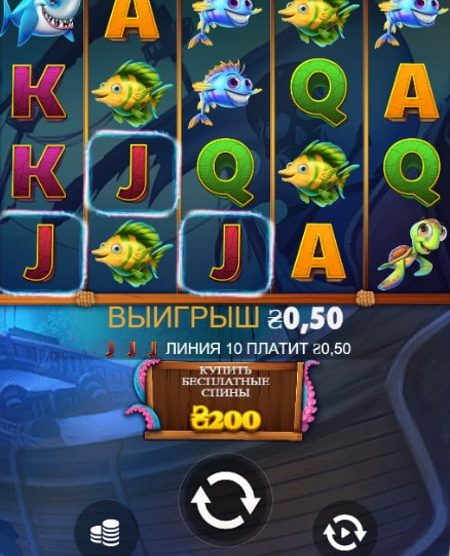 A
K Q A
K J Q Q
J J A
ВЫИГРЫШ ₴0,50
J J J ЛИНИЯ 10 ПЛАТИТ ₴0,50
КУПИТЬ
БЕСПЛАТНЫЕ
СПИНЫ
₴200